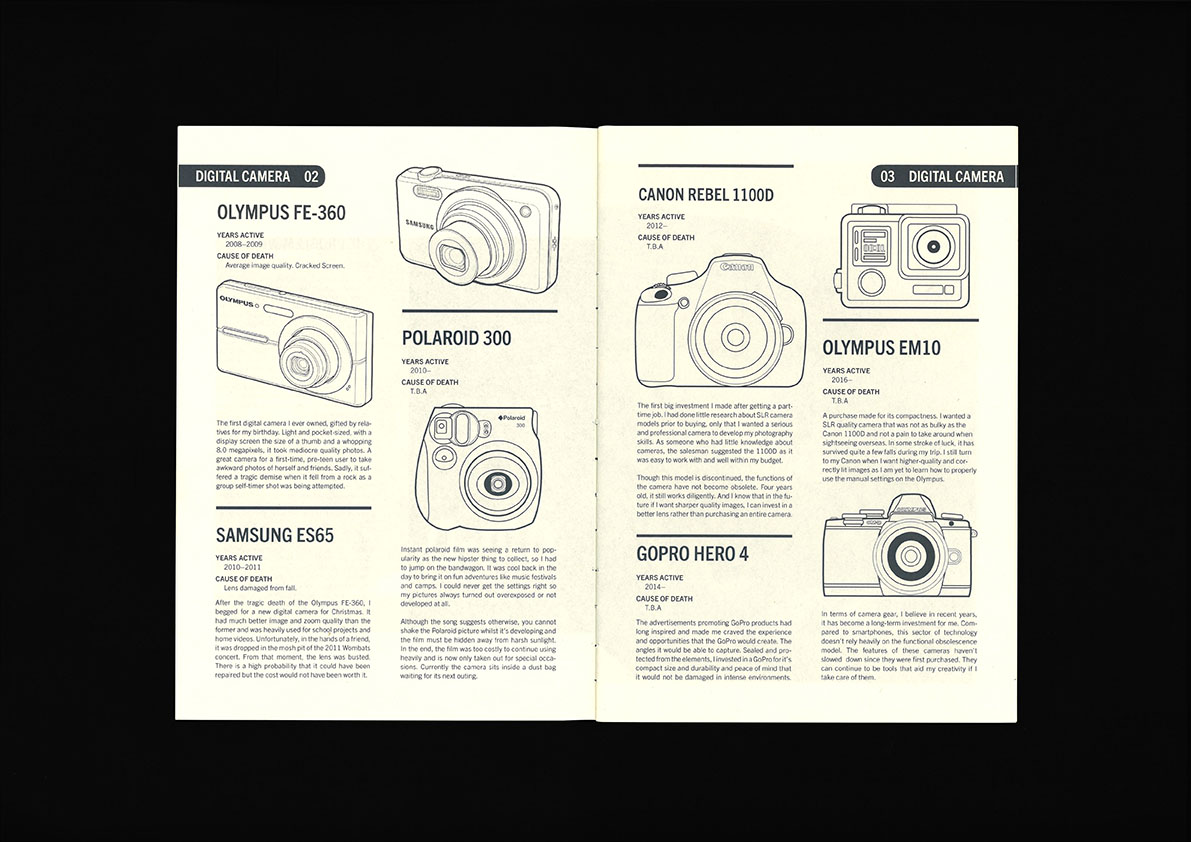 DIGITAL CAMERA 02
OLYMPUS FE-360
YEARS ACTIVE
2008–2009
CAUSE OF DEATH
Average image quality. Cracked Screen.
OLYMPUS
The first digital camera I ever owned, gifted by rela-
tives for my birthday. Light and pocket-sized, with a
display screen the size of a thumb and a whopping
8.0 megapixels, it took mediocre quality photos. A
great camera for a first-time, pre-teen user to take
awkward photos of herself and friends. Sadly, it suf-
fered a tragic demise when it fell from a rock as a
group self-timer shot was being attempted.
SAMSUNG ES65
YEARS ACTIVE
2010–2011
CAUSE OF DEATH
Lens damaged from fall.
After the tragic death of the Olympus FE-360, I
begged for a new digital camera for Christmas. It
had much better image and zoom quality than the
former and was heavily used for school projects and
home videos. Unfortunately, in the hands of a friend,
it was dropped in the mosh pit of the 2011 Wombats
concert. From that moment, the lens was busted.
There is a high probability that it could have been
repaired but the cost would not have been worth it.
SAMSUNG
POLAROID 300
YEARS ACTIVE
2010–
CAUSE OF DEATH
T.B.A
Polaroid
300
Instant polaroid film was seeing a return to pop-
ularity as the new hipster thing to collect, so I had
to jump on the bandwagon. It was cool back in the
day to bring it on fun adventures like music festivals
and camps. I could never get the settings right so
my pictures always turned out overexposed or not
developed at all.
Although the song suggests otherwise, you cannot
shake the Polaroid picture whilst it's developing and
the film must be hidden away from harsh sunlight.
In the end, the film was too costly to continue using
heavily and is now only taken out for special occa-
sions. Currently the camera sits inside a dust bag
waiting for its next outing.
CANON REBEL 1100D
YEARS ACTIVE
2012–
CAUSE OF DEATH
T.B.A
Canon
The first big investment I made after getting a part-
time job. I had done little research about SLR camera
models prior to buying, only that I wanted a serious
and professional camera to develop my photography
skills. As someone who had little knowledge about
cameras, the salesman suggested the 1100D as it
was easy to work with and well within my budget.
Though this model is discontinued, the functions of
the camera have not become obsolete. Four years
old, it still works diligently. And I know that in the fu-
ture if I want sharper quality images, I can invest in a
better lens rather than purchasing an entire camera.
GOPRO HERO 4
YEARS ACTIVE
2014–
CAUSE OF DEATH
T.B.A
The advertisements promoting GoPro products had
long inspired and made me craved the experience
and opportunities that the GoPro would create. The
angles it would be able to capture. Sealed and pro-
tected from the elements, I invested in a GoPro for it's
compact size and durability and peace of mind that
it would not be damaged in intense environments.
03 DIGITAL CAMERA
00:01
OLYMPUS EM10
YEARS ACTIVE
2016–
CAUSE OF DEATH
T.B.A
A purchase made for its compactness. I wanted a
SLR quality camera that was not as bulky as the
Canon 1100D and not a pain to take around when
sightseeing overseas. In some stroke of luck, it has
survived quite a few falls during my trip. I still turn
to my Canon when I want higher-quality and cor-
rectly lit images as I am yet to learn how to properly
use the manual settings on the Olympus.
OLYMPUS
In terms of camera gear, I believe in recent years,
it has become a long-term investment for me. Com-
pared to smartphones, this sector of technology
doesn't rely heavily on the functional obsolescence
model. The features of these cameras haven't
slowed down since they were first purchased. They
can continue to be tools that aid my creativity if I
take care of them.